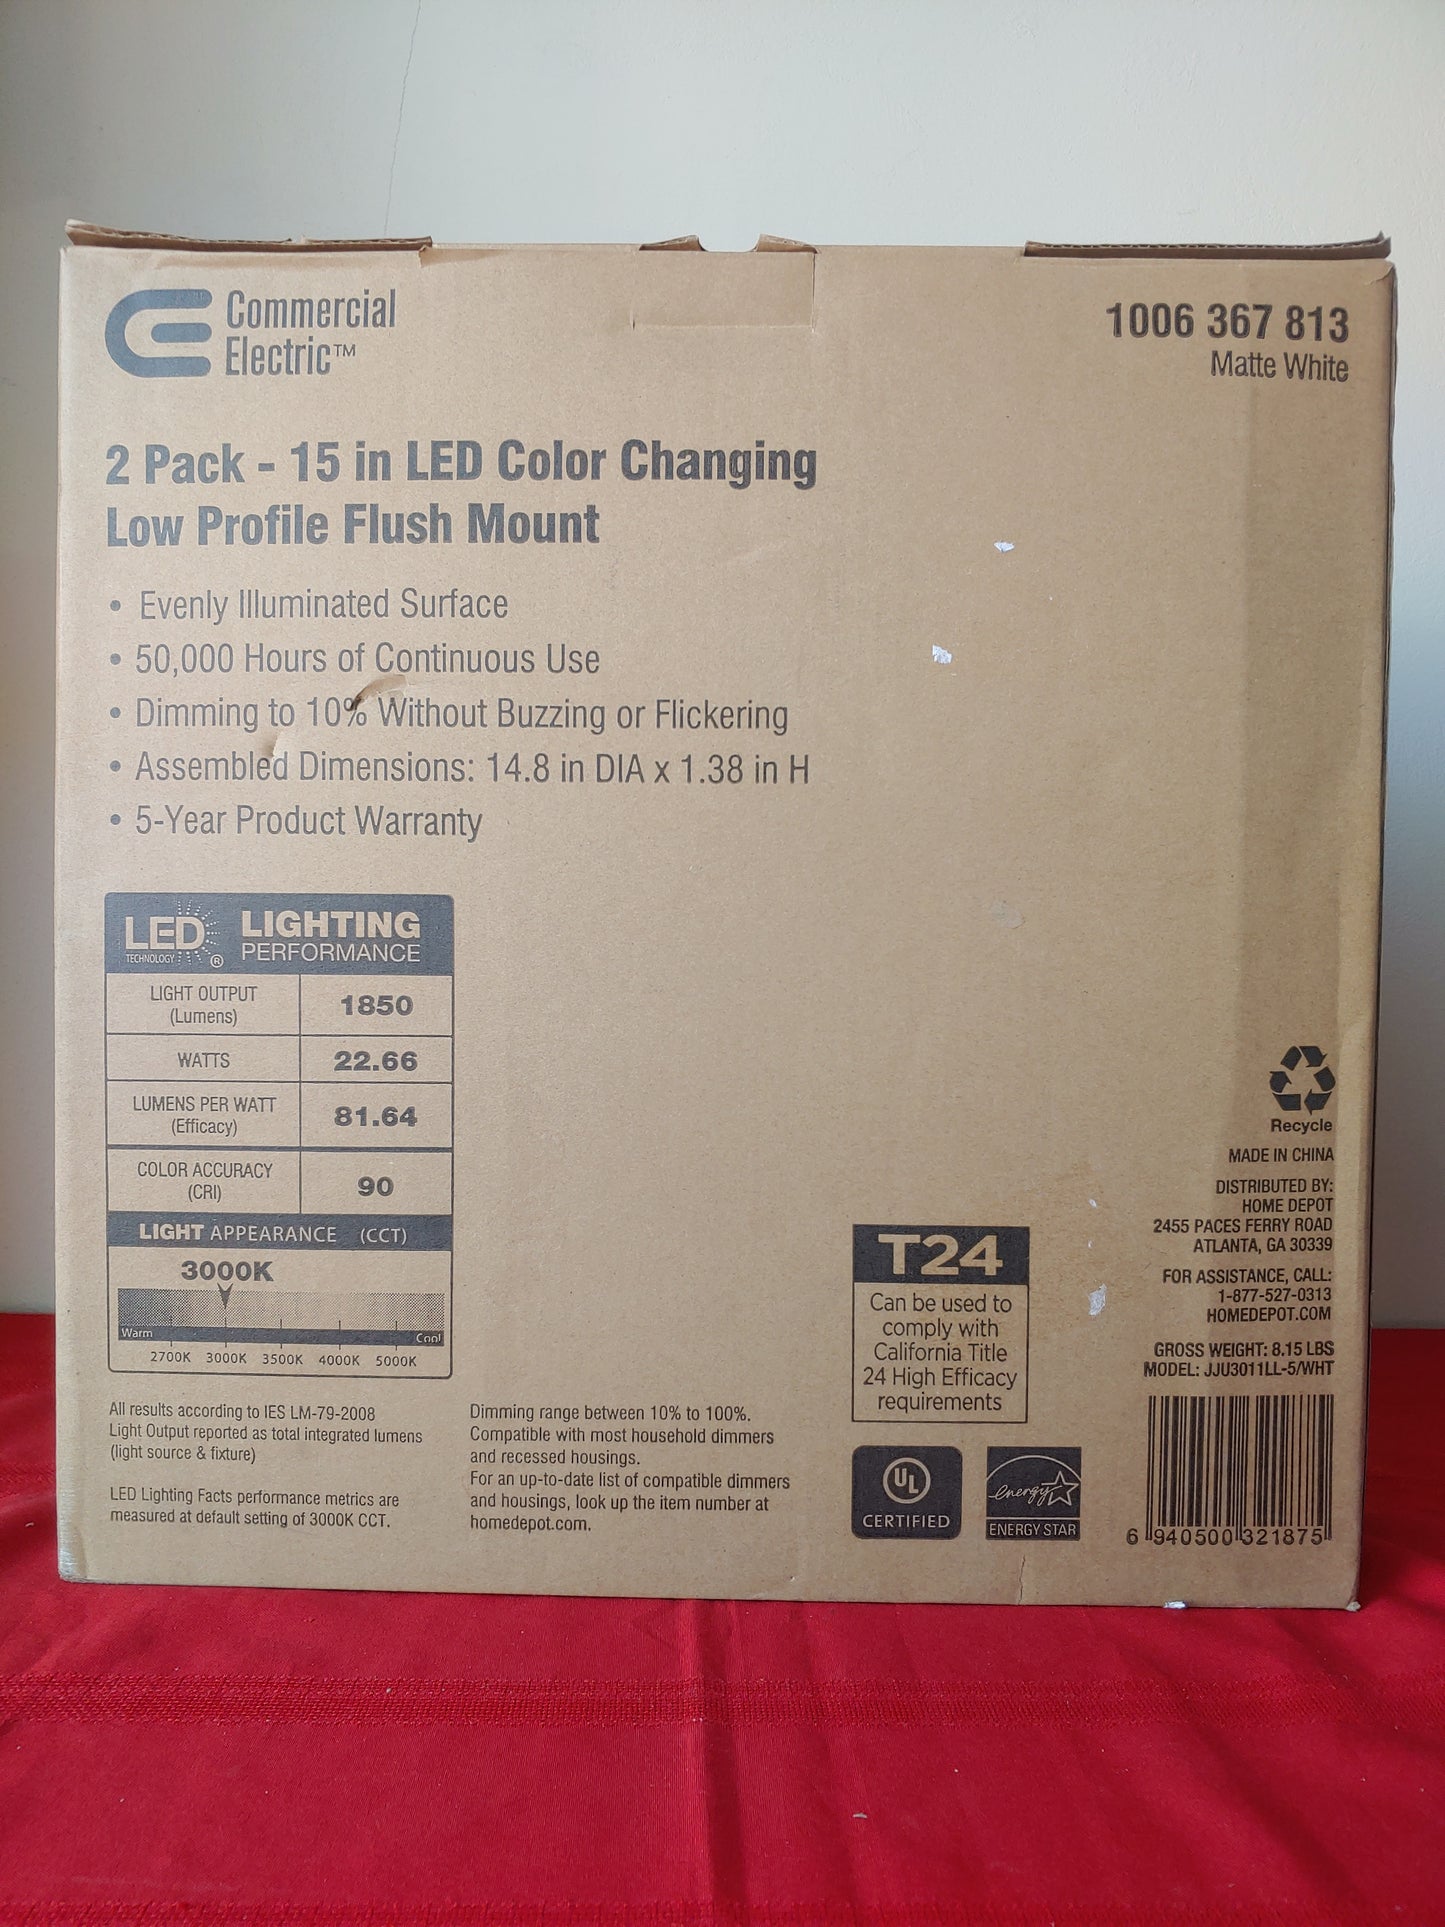 Commercial
Electric™
1006 367 813
Matte White
2 Pack - 15 in LED Color Changing
Low Profile Flush Mount
• Evenly Illuminated Surface
• 50,000 Hours of Continuous Use
• Dimming to 10% Without Buzzing or Flickering
• Assembled Dimensions: 14.8 in DIA x 1.38 in H
• 5-Year Product Warranty
LED
TECHNOLOGY ®
LIGHTING
PERFORMANCE
LIGHT OUTPUT
(Lumens)
1850
WATTS
22.66
LUMENS PER WATT
(Efficacy)
81.64
COLOR ACCURACY
(CRI)
90
LIGHT APPEARANCE (CCT)
3000K
Warm Cool
2700K 3000K 3500K 4000K 5000K
All results according to IES LM-79-2008
Light Output reported as total integrated lumens
(light source & fixture)
LED Lighting Facts performance metrics are
measured at default setting of 3000K CCT.
Dimming range between 10% to 100%.
Compatible with most household dimmers
and recessed housings.
For an up-to-date list of compatible dimmers
and housings, look up the item number at
homedepot.com.
T24
Can be used to
comply with
California Title
24 High Efficacy
requirements
UL
CERTIFIED
energy
ENERGY STAR
Recycle
MADE IN CHINA
DISTRIBUTED BY:
HOME DEPOT
2455 PACES FERRY ROAD
ATLANTA, GA 30339
FOR ASSISTANCE, CALL:
1-877-527-0313
HOMEDEPOT.COM
GROSS WEIGHT: 8.15 LBS
MODEL: JJU3011LL-5/WHT
6 940500 321875